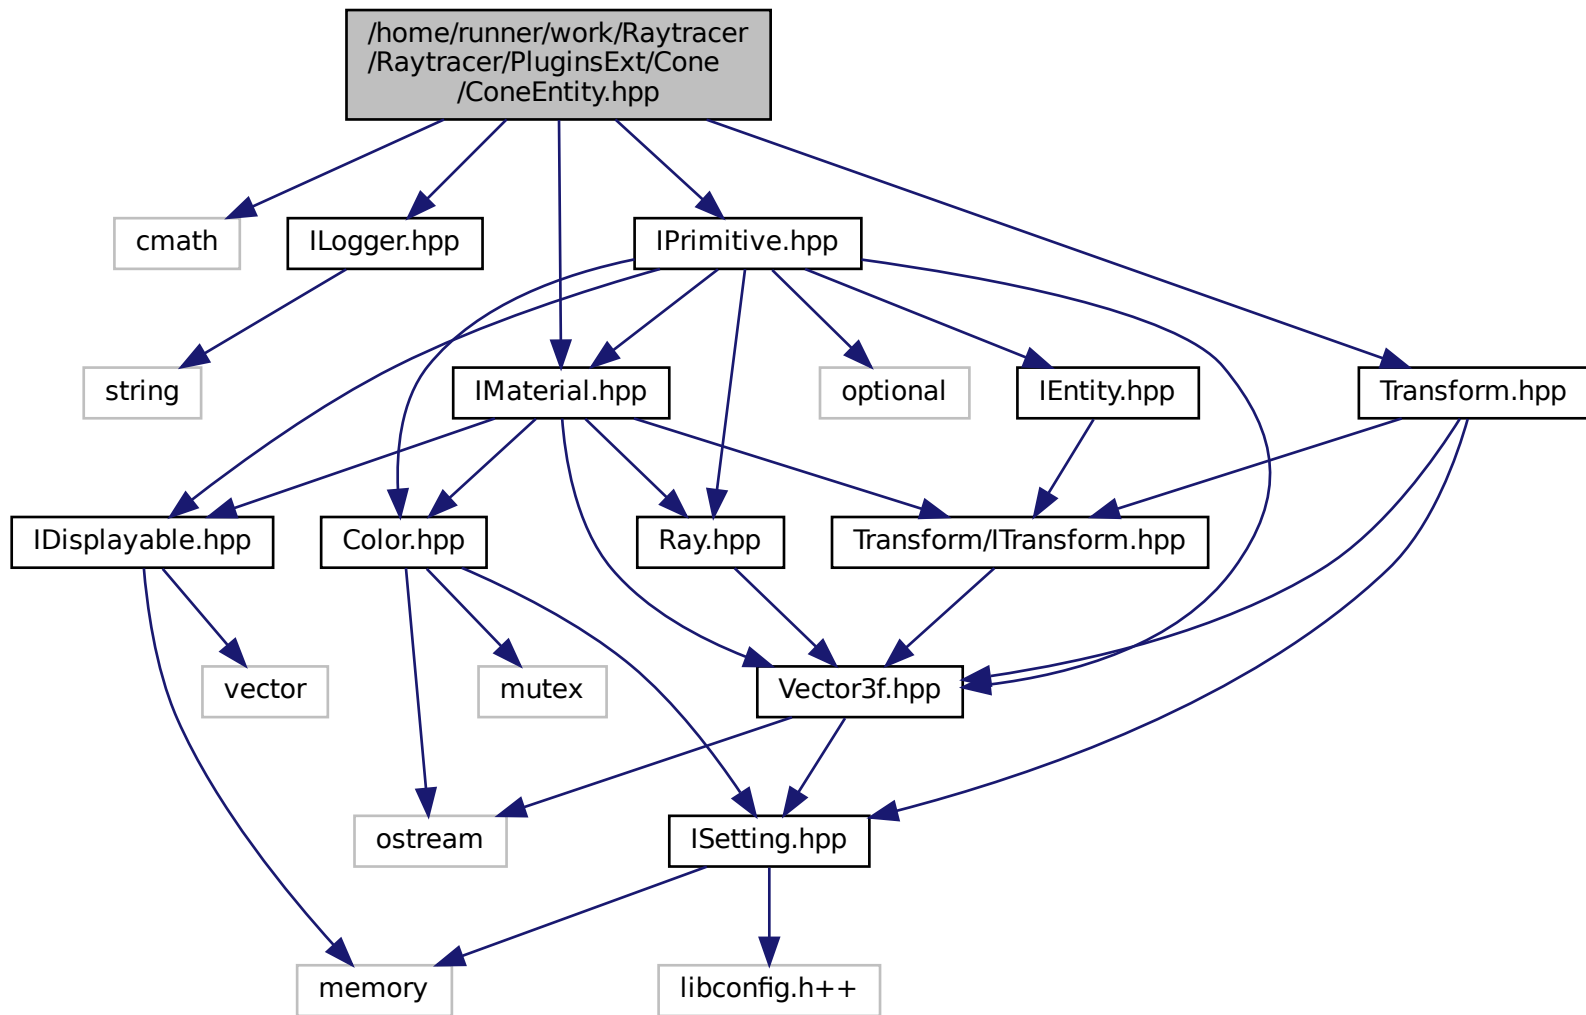 /home/runner/work/Raytracer
/Raytracer/PluginsExt/Cone
/ConeEntity.hpp
cmath
ILogger.hpp
IPrimitive.hpp
string
IMaterial.hpp
optional
IEntity.hpp
Transform.hpp
IDisplayable.hpp
Color.hpp
Ray.hpp
Transform/ITransform.hpp
vector
mutex
Vector3f.hpp
ostream
ISetting.hpp
memory
libconfig.h++